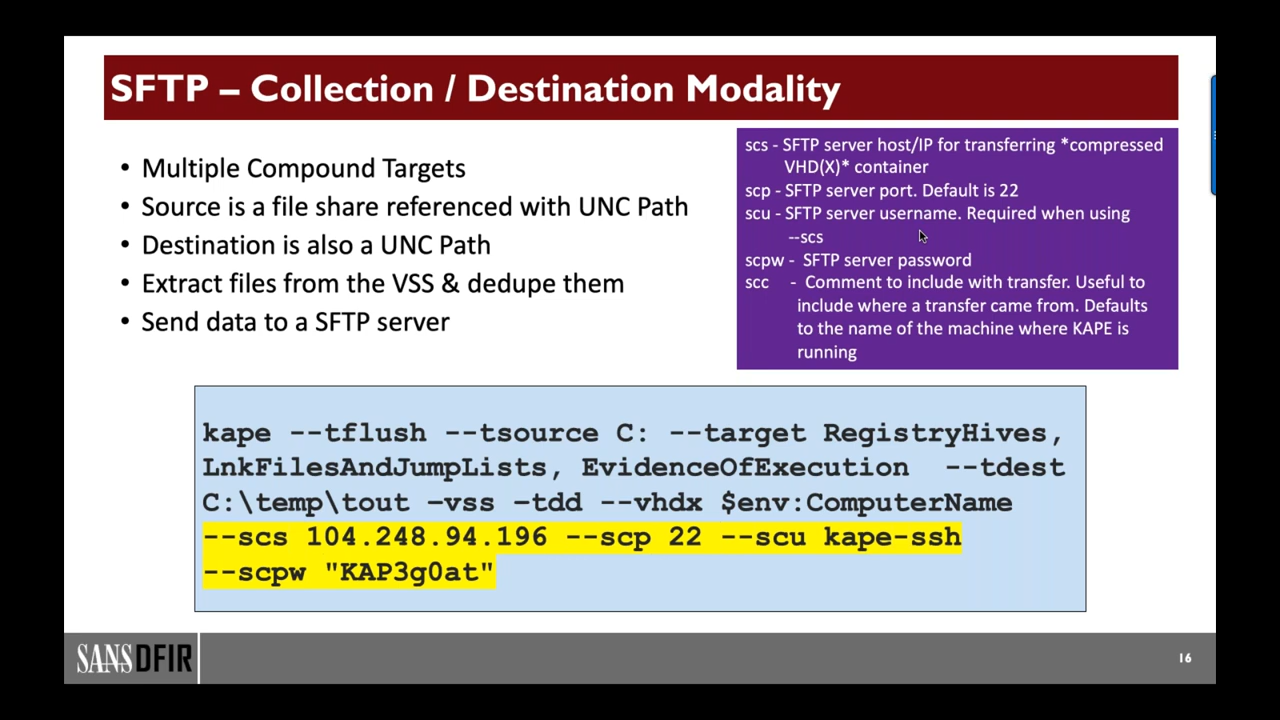 SFTP – Collection / Destination Modality
• Multiple Compound Targets
• Source is a file share referenced with UNC Path
• Destination is also a UNC Path
• Extract files from the VSS & dedupe them
• Send data to a SFTP server
scs - SFTP server host/IP for transferring *compressed
VHD(X)* container
scp - SFTP server port. Default is 22
scu - SFTP server username. Required when using
--scs
scpw - SFTP server password
scc - Comment to include with transfer. Useful to
include where a transfer came from. Defaults
to the name of the machine where KAPE is
running
kape --tflush --tsource C: --target RegistryHives,
LnkFilesAndJumpLists, EvidenceOfExecution --tdest
C:\temp\tout –vss –tdd --vhdx $env:ComputerName
--scs 104.248.94.196 --scp 22 --scu kape-ssh
--scpw "KAP3g0at"
SANS DFIR
16